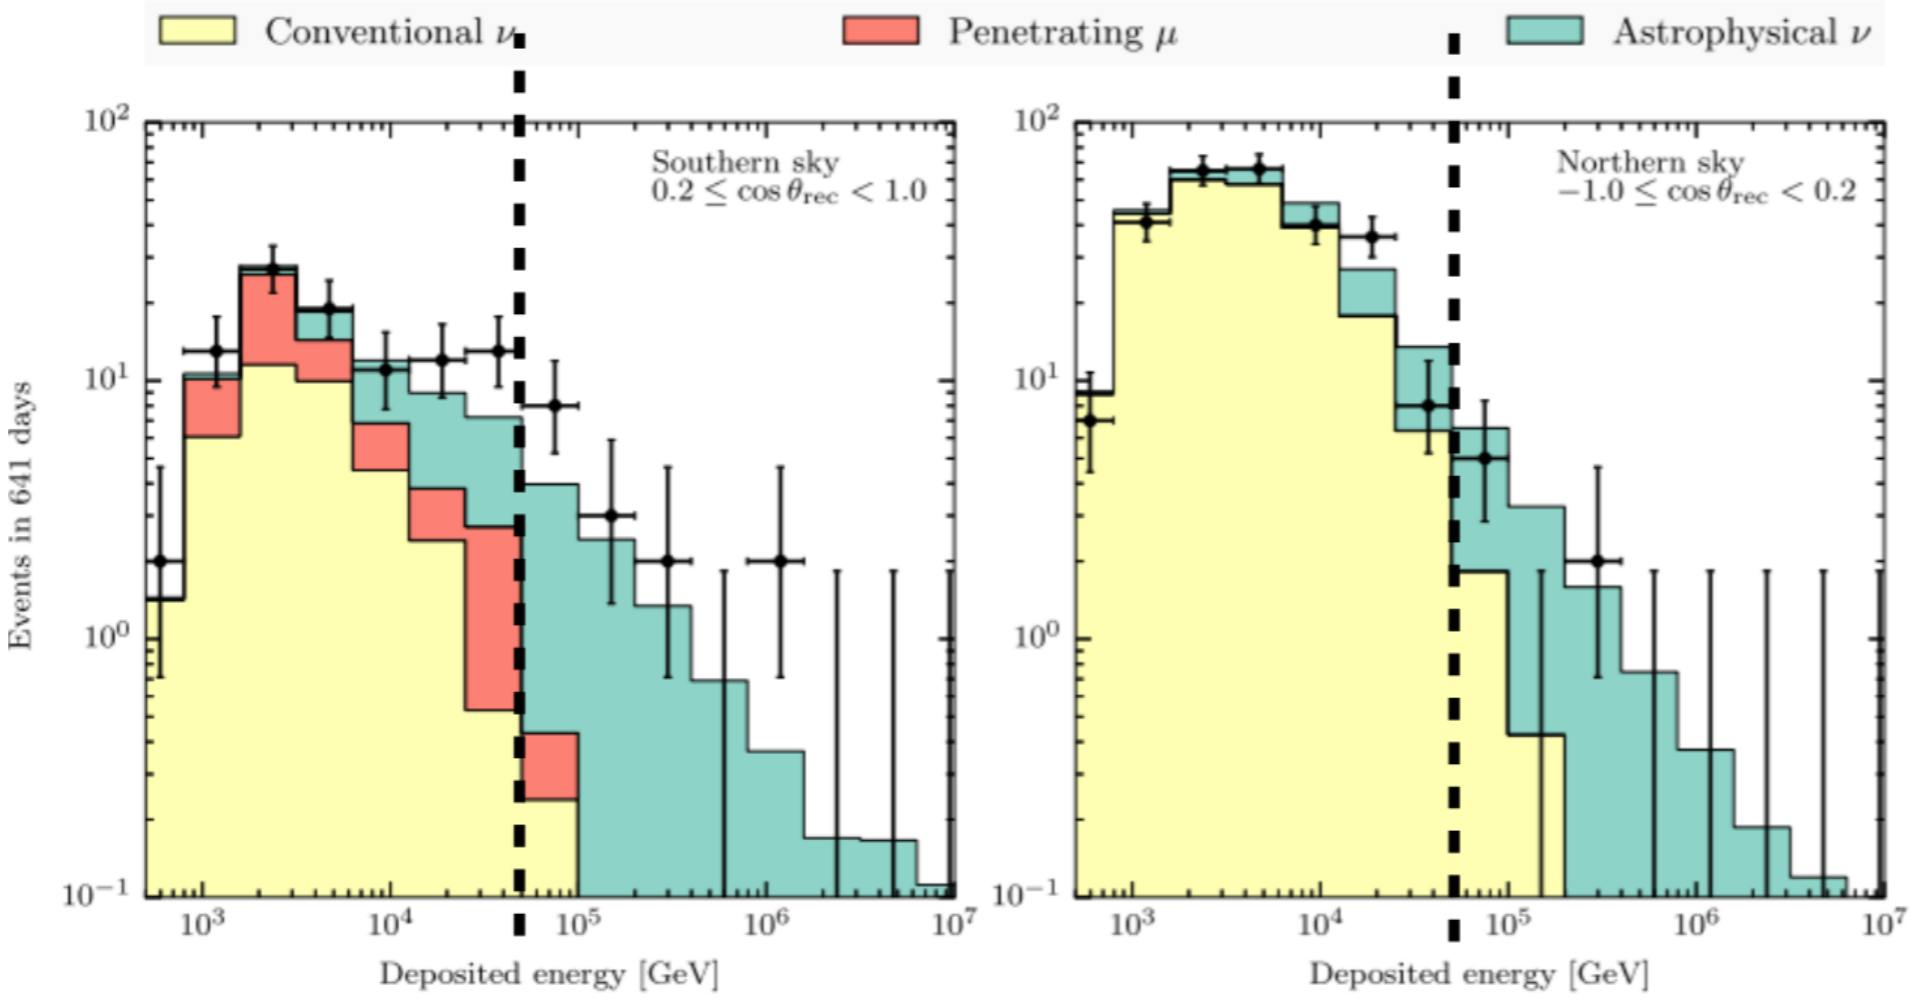 Conventional ν
Penetrating μ
Astrophysical ν
Events in 641 days
10²
10¹
10⁰
10⁻¹
Southern sky
0.2 ≤ cos θrec < 1.0
10³ 10⁴ 10⁵ 10⁶ 10⁷
Deposited energy [GeV]
10²
10¹
10⁰
10⁻¹
Northern sky
−1.0 ≤ cos θrec < 0.2
10³ 10⁴ 10⁵ 10⁶ 10⁷
Deposited energy [GeV]